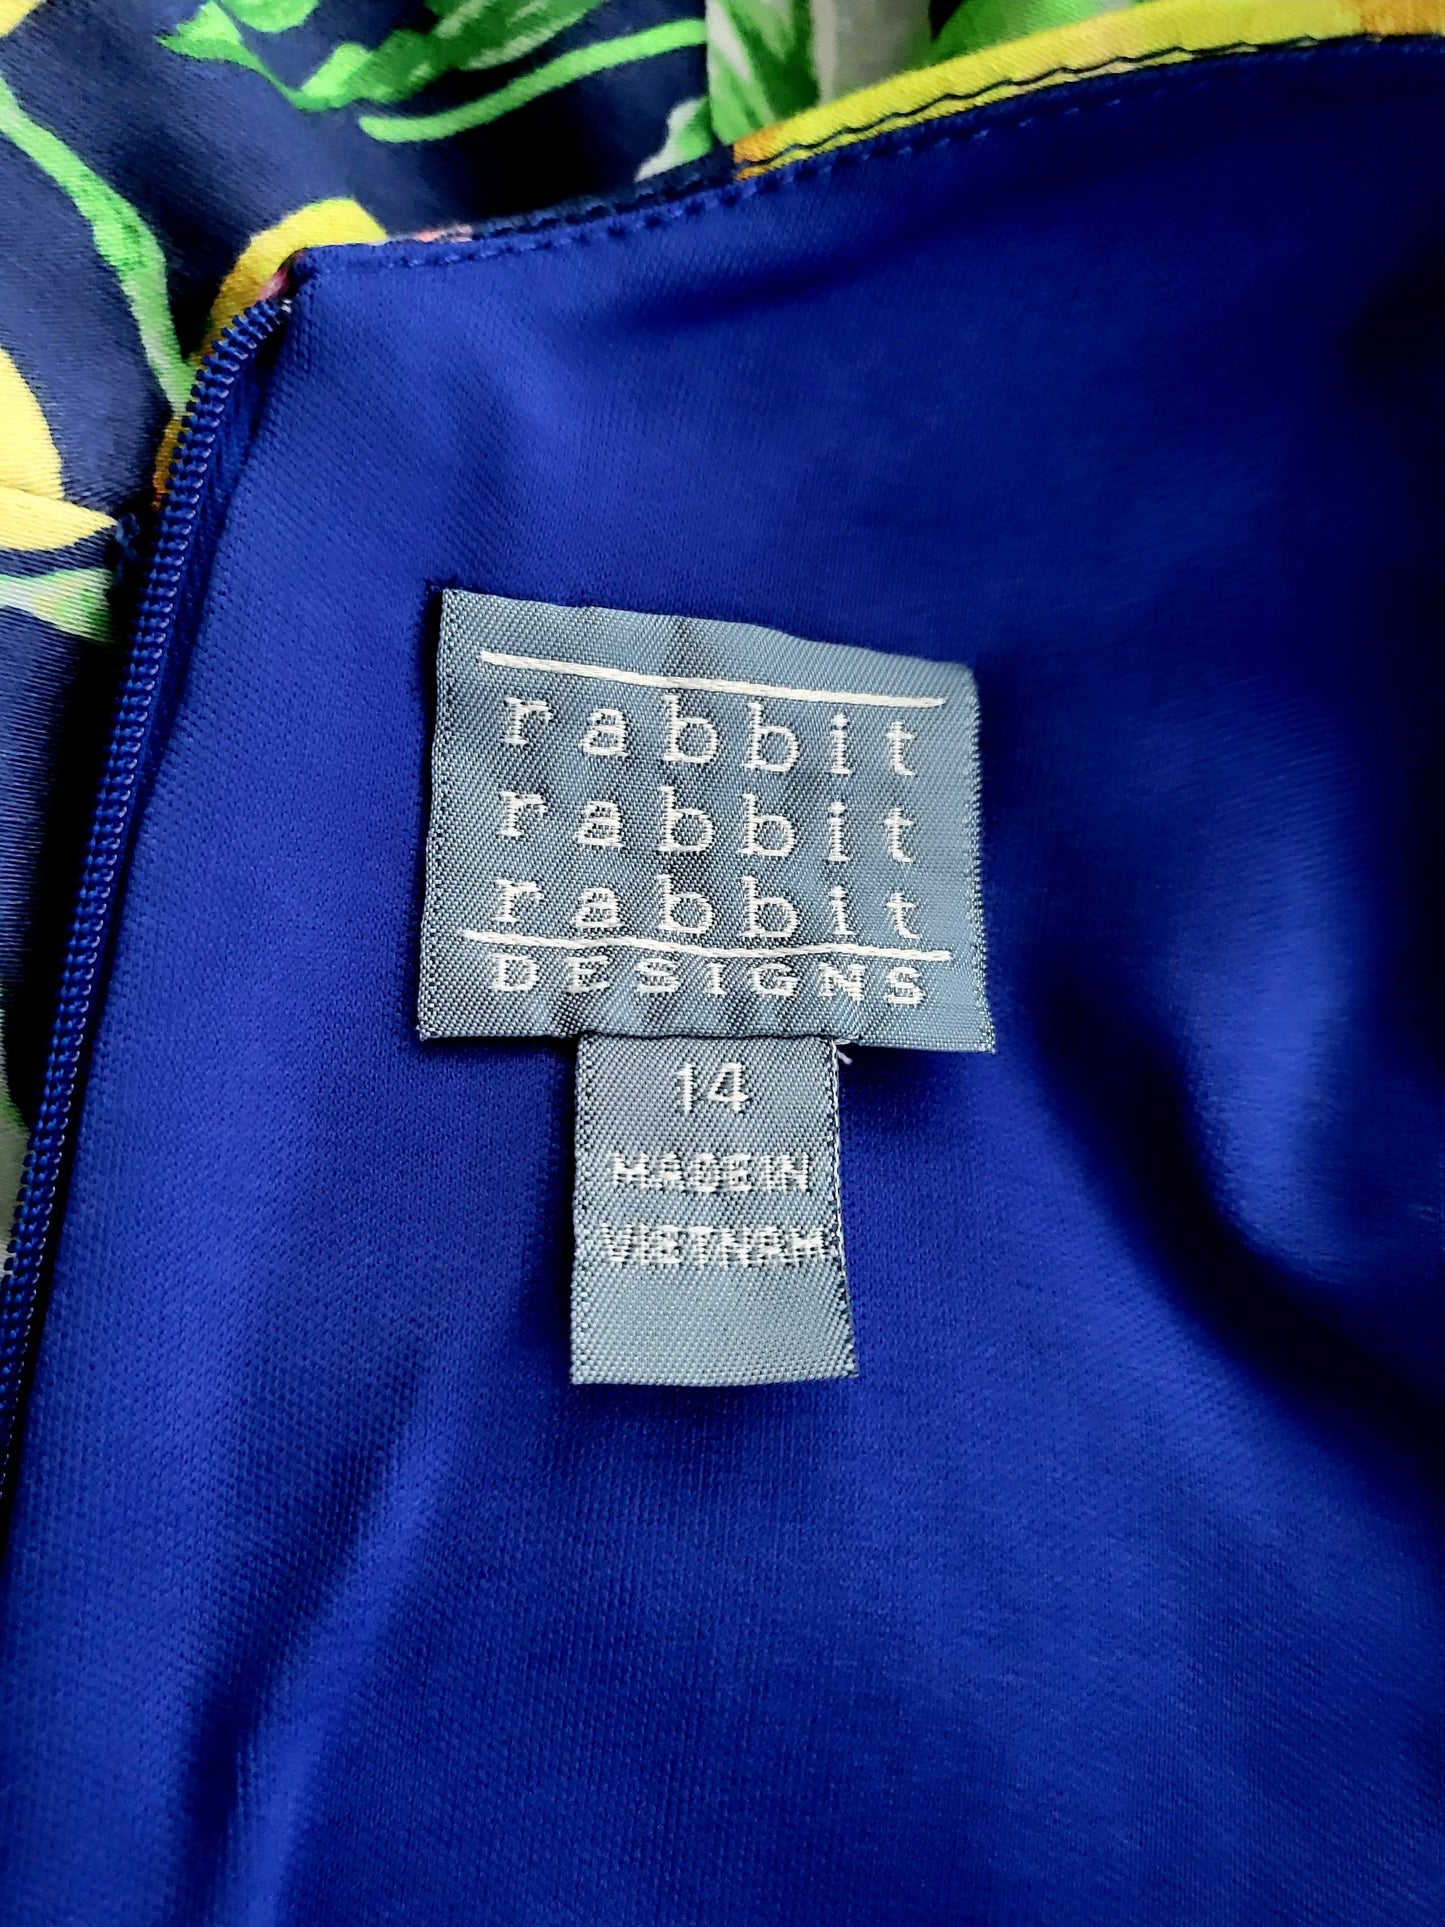 rabbit
rabbit
rabbit
DESIGNS
14
MADE IN
VIETNAM